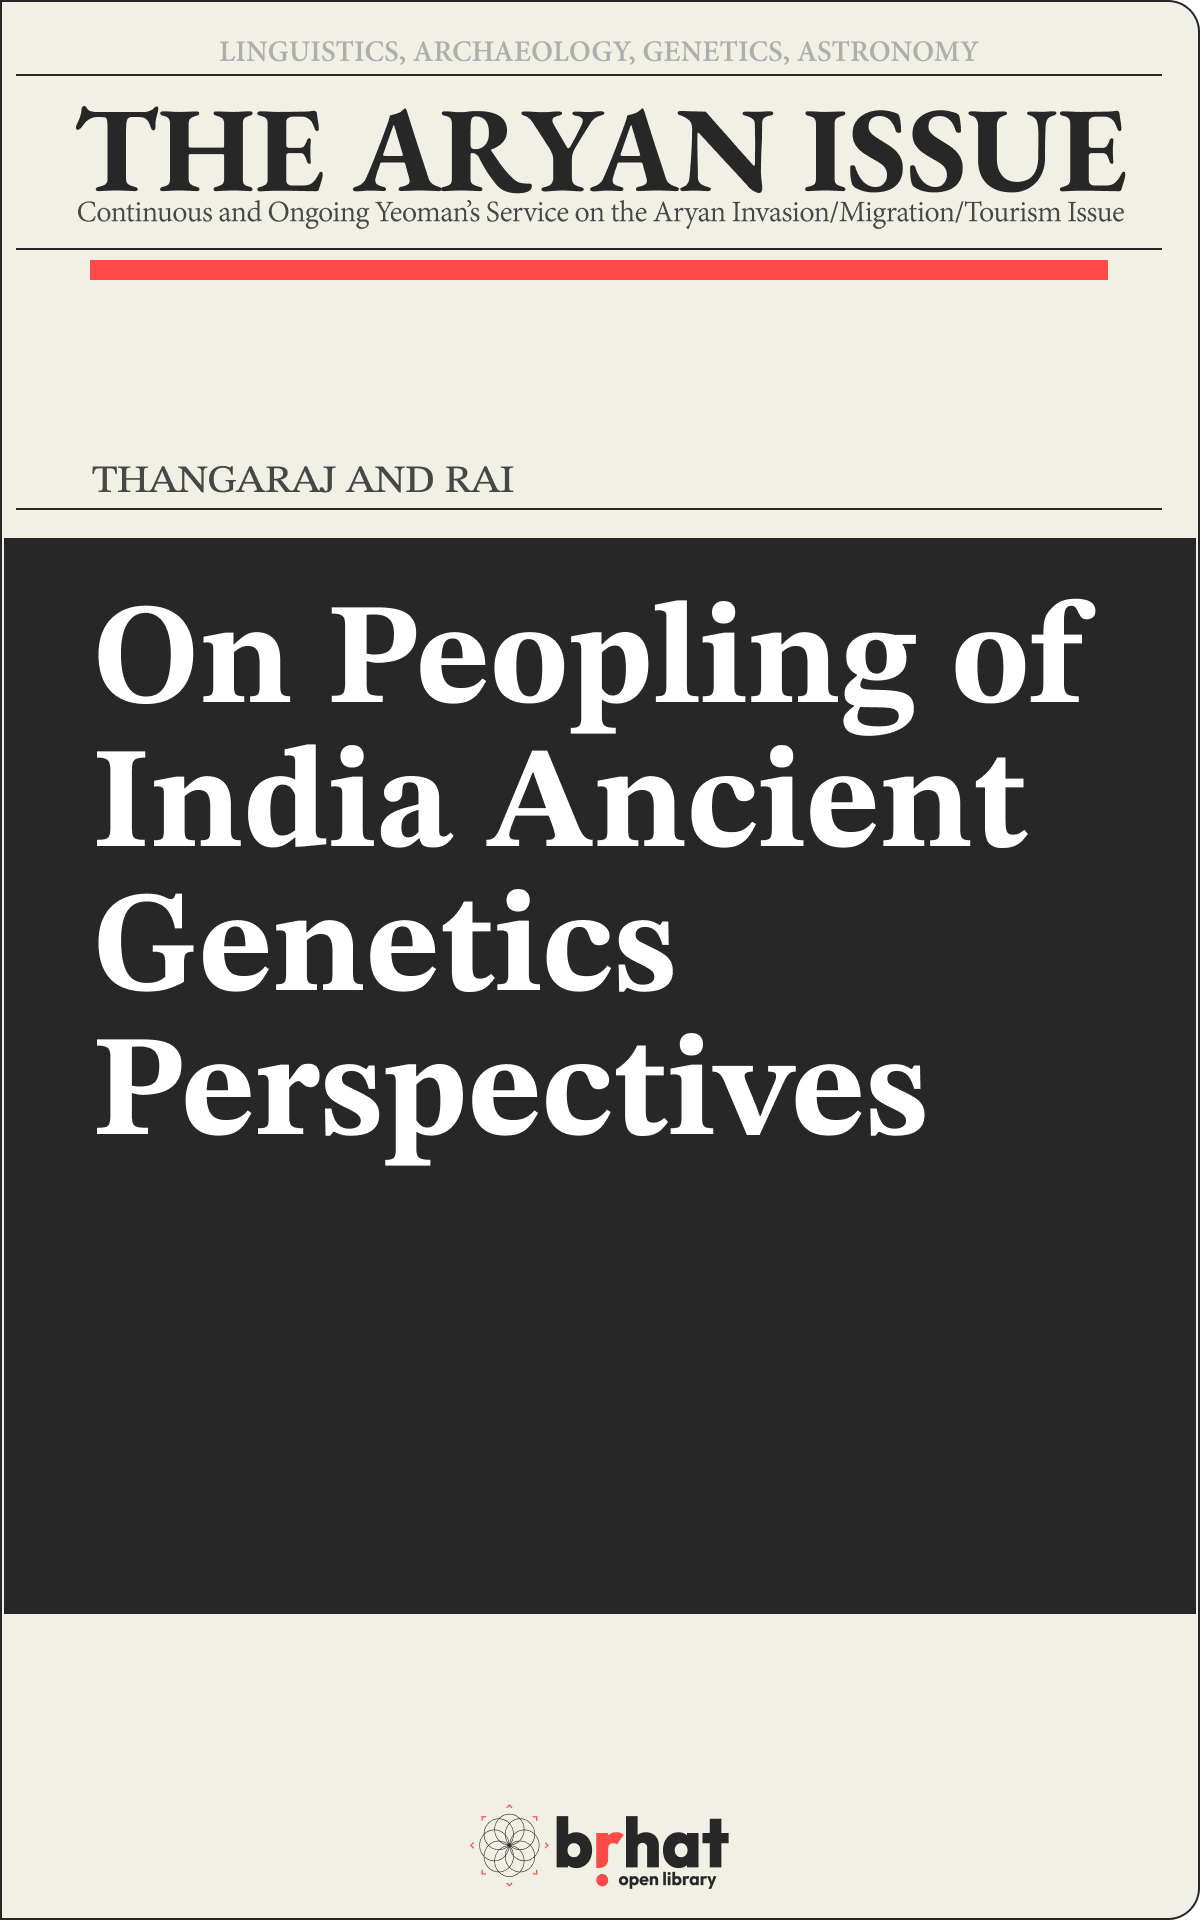 LINGUISTICS, ARCHAEOLOGY, GENETICS, ASTRONOMY
THE ARYAN ISSUE
Continuous and Ongoing Yeoman’s Service on the Aryan Invasion/Migration/Tourism Issue
THANGARAJ AND RAI
On Peopling of
India Ancient
Genetics
Perspectives
brhat
open library